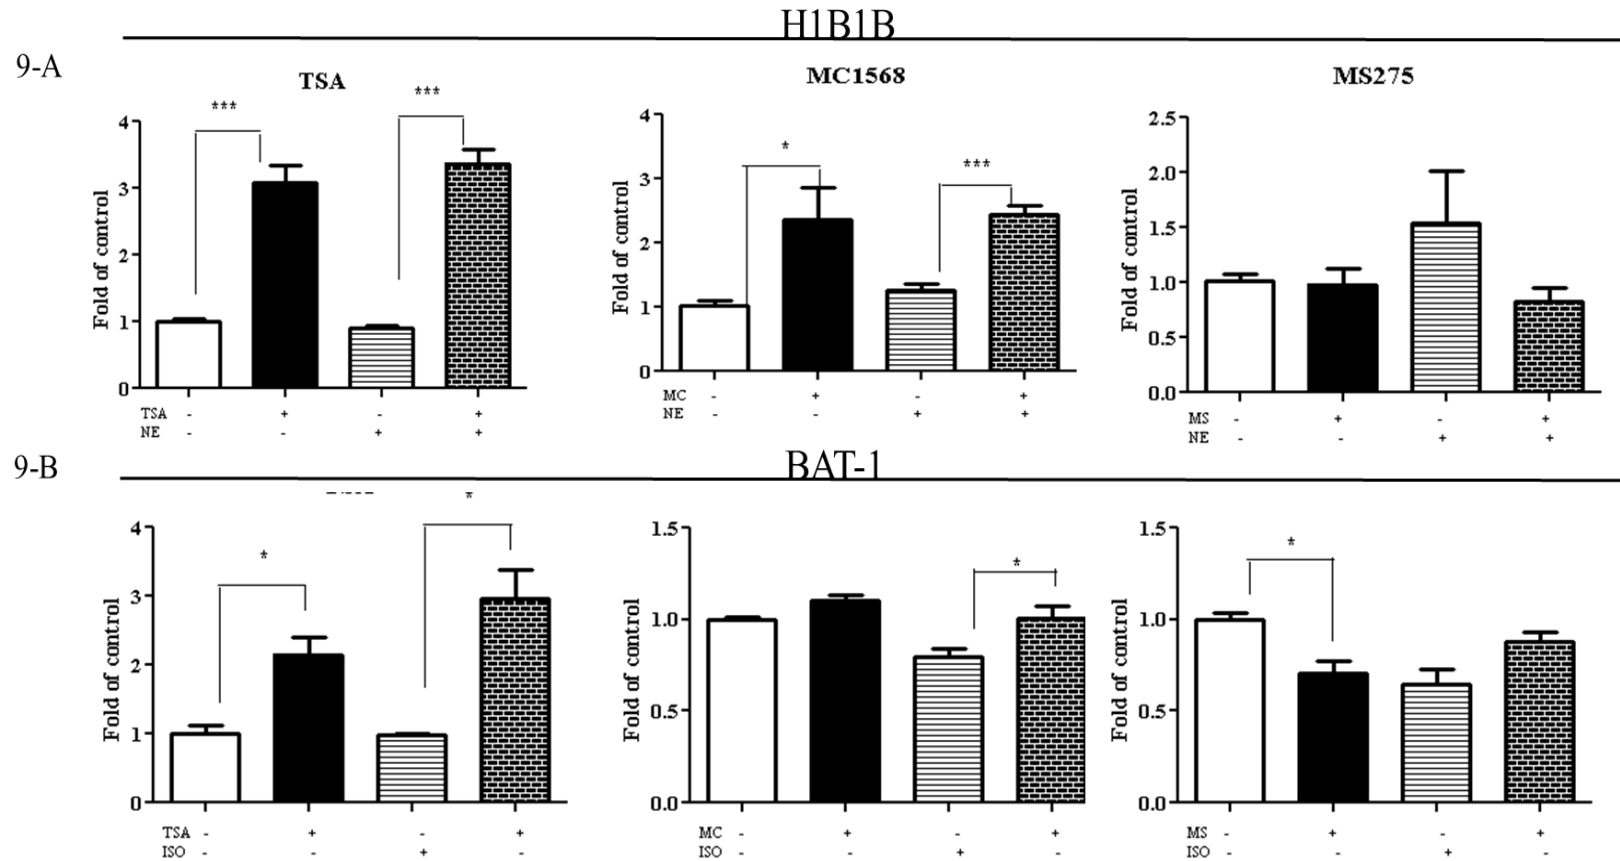 H1B1B
9-A
TSA
MC1568
MS275
*** ***
Fold of control
4
3
2
1
0
TSA - + - +
NE - - + +
* ***
Fold of control
4
3
2
1
0
MC - + - +
NE - - + +
Fold of control
2.5
2.0
1.5
1.0
0.5
0.0
MS - + - +
NE - - + +
9-B
BAT-1
* *
Fold of control
4
3
2
1
0
TSA - + - +
ISO - - + -
*
Fold of control
1.5
1.0
0.5
0.0
MC - + - +
ISO - - + -
*
Fold of control
1.5
1.0
0.5
0.0
MS - + - +
ISO - - + -